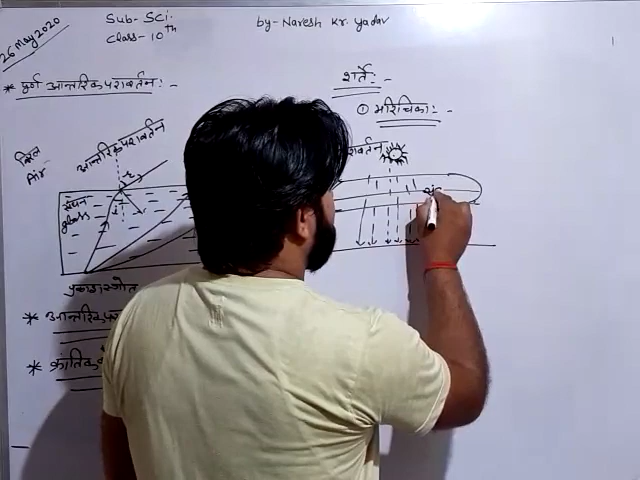 26 May 2020
Sub- Sci.
Class- 10th
by- Naresh Kr. Yadav
* पूर्ण आन्तरिक परावर्तन : -
शर्ते : -
① मरिचिका : -
आन्तरिक परावर्तन
परावर्तन
विरल
Air
सघन
glass
i
r
प्रकाश स्रोत
* आन्तरिक
* क्रांतिक